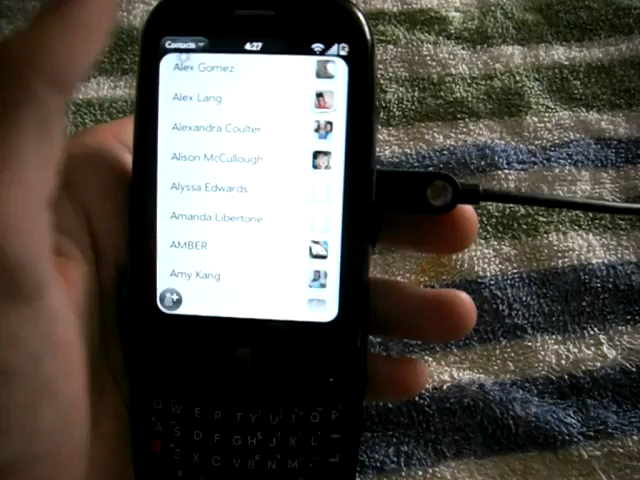 Contacts
4:27
Alex Gomez
Alex Lang
Alexandra Coulter
Alison McCullough
Alyssa Edwards
Amanda Libertone
AMBER
Amy Kang
Q W E R T Y U I O P
A S D F G H J K L
Z X C V B N M